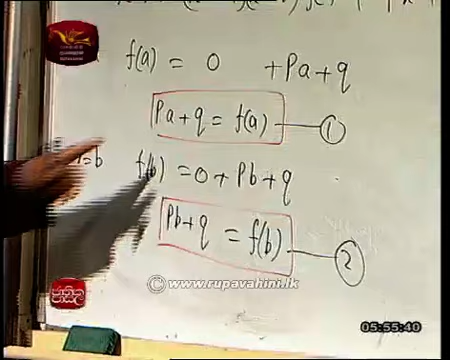 f(a) = 0 + Pa + q
Pa + q = f(a) ①
= b f(b) = 0 + Pb + q
Pb + q = f(b) ②
© www.rupavahini.lk
05:55:40